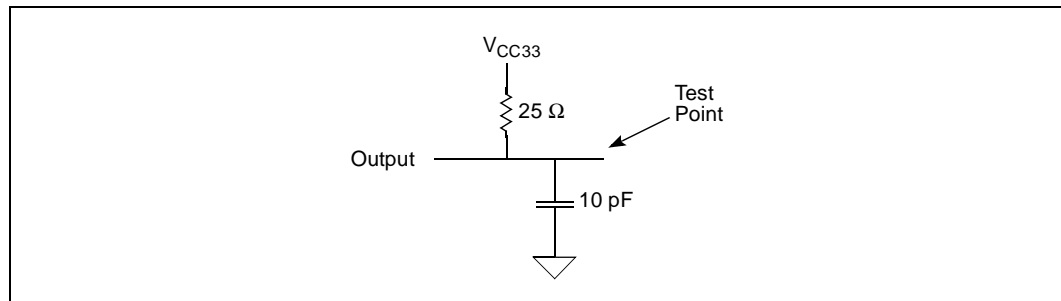 VCC33
25 Ω
Test
Point
Output
10 pF